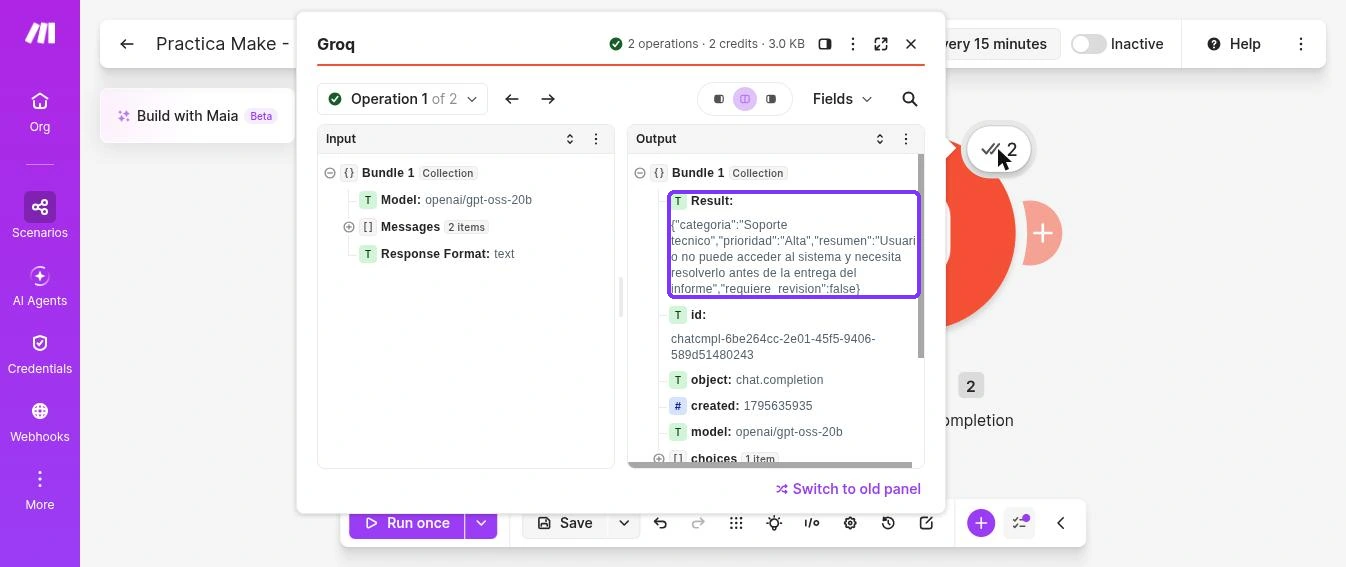 Practica Make -
Groq
2 operations · 2 credits · 3.0 KB
very 15 minutes
Inactive
Help
Org
Build with Maia Beta
Operation 1 of 2
Fields
Input
Output
{} Bundle 1 Collection
T Model: openai/gpt-oss-20b
[] Messages 2 items
T Response Format: text
{} Bundle 1 Collection
T Result:
{"categoria":"Soporte
tecnico","prioridad":"Alta","resumen":"Usuari
o no puede acceder al sistema y necesita
resolverlo antes de la entrega del
informe","requiere_revision":false}
T id:
chatcmpl-6be264cc-2e01-45f5-9406-
589d51480243
T object: chat.completion
# created: 1795635935
T model: openai/gpt-oss-20b
[] choices 1 item
Switch to old panel
2
2
ompletion
Scenarios
AI Agents
Credentials
Webhooks
More
Run once
Save